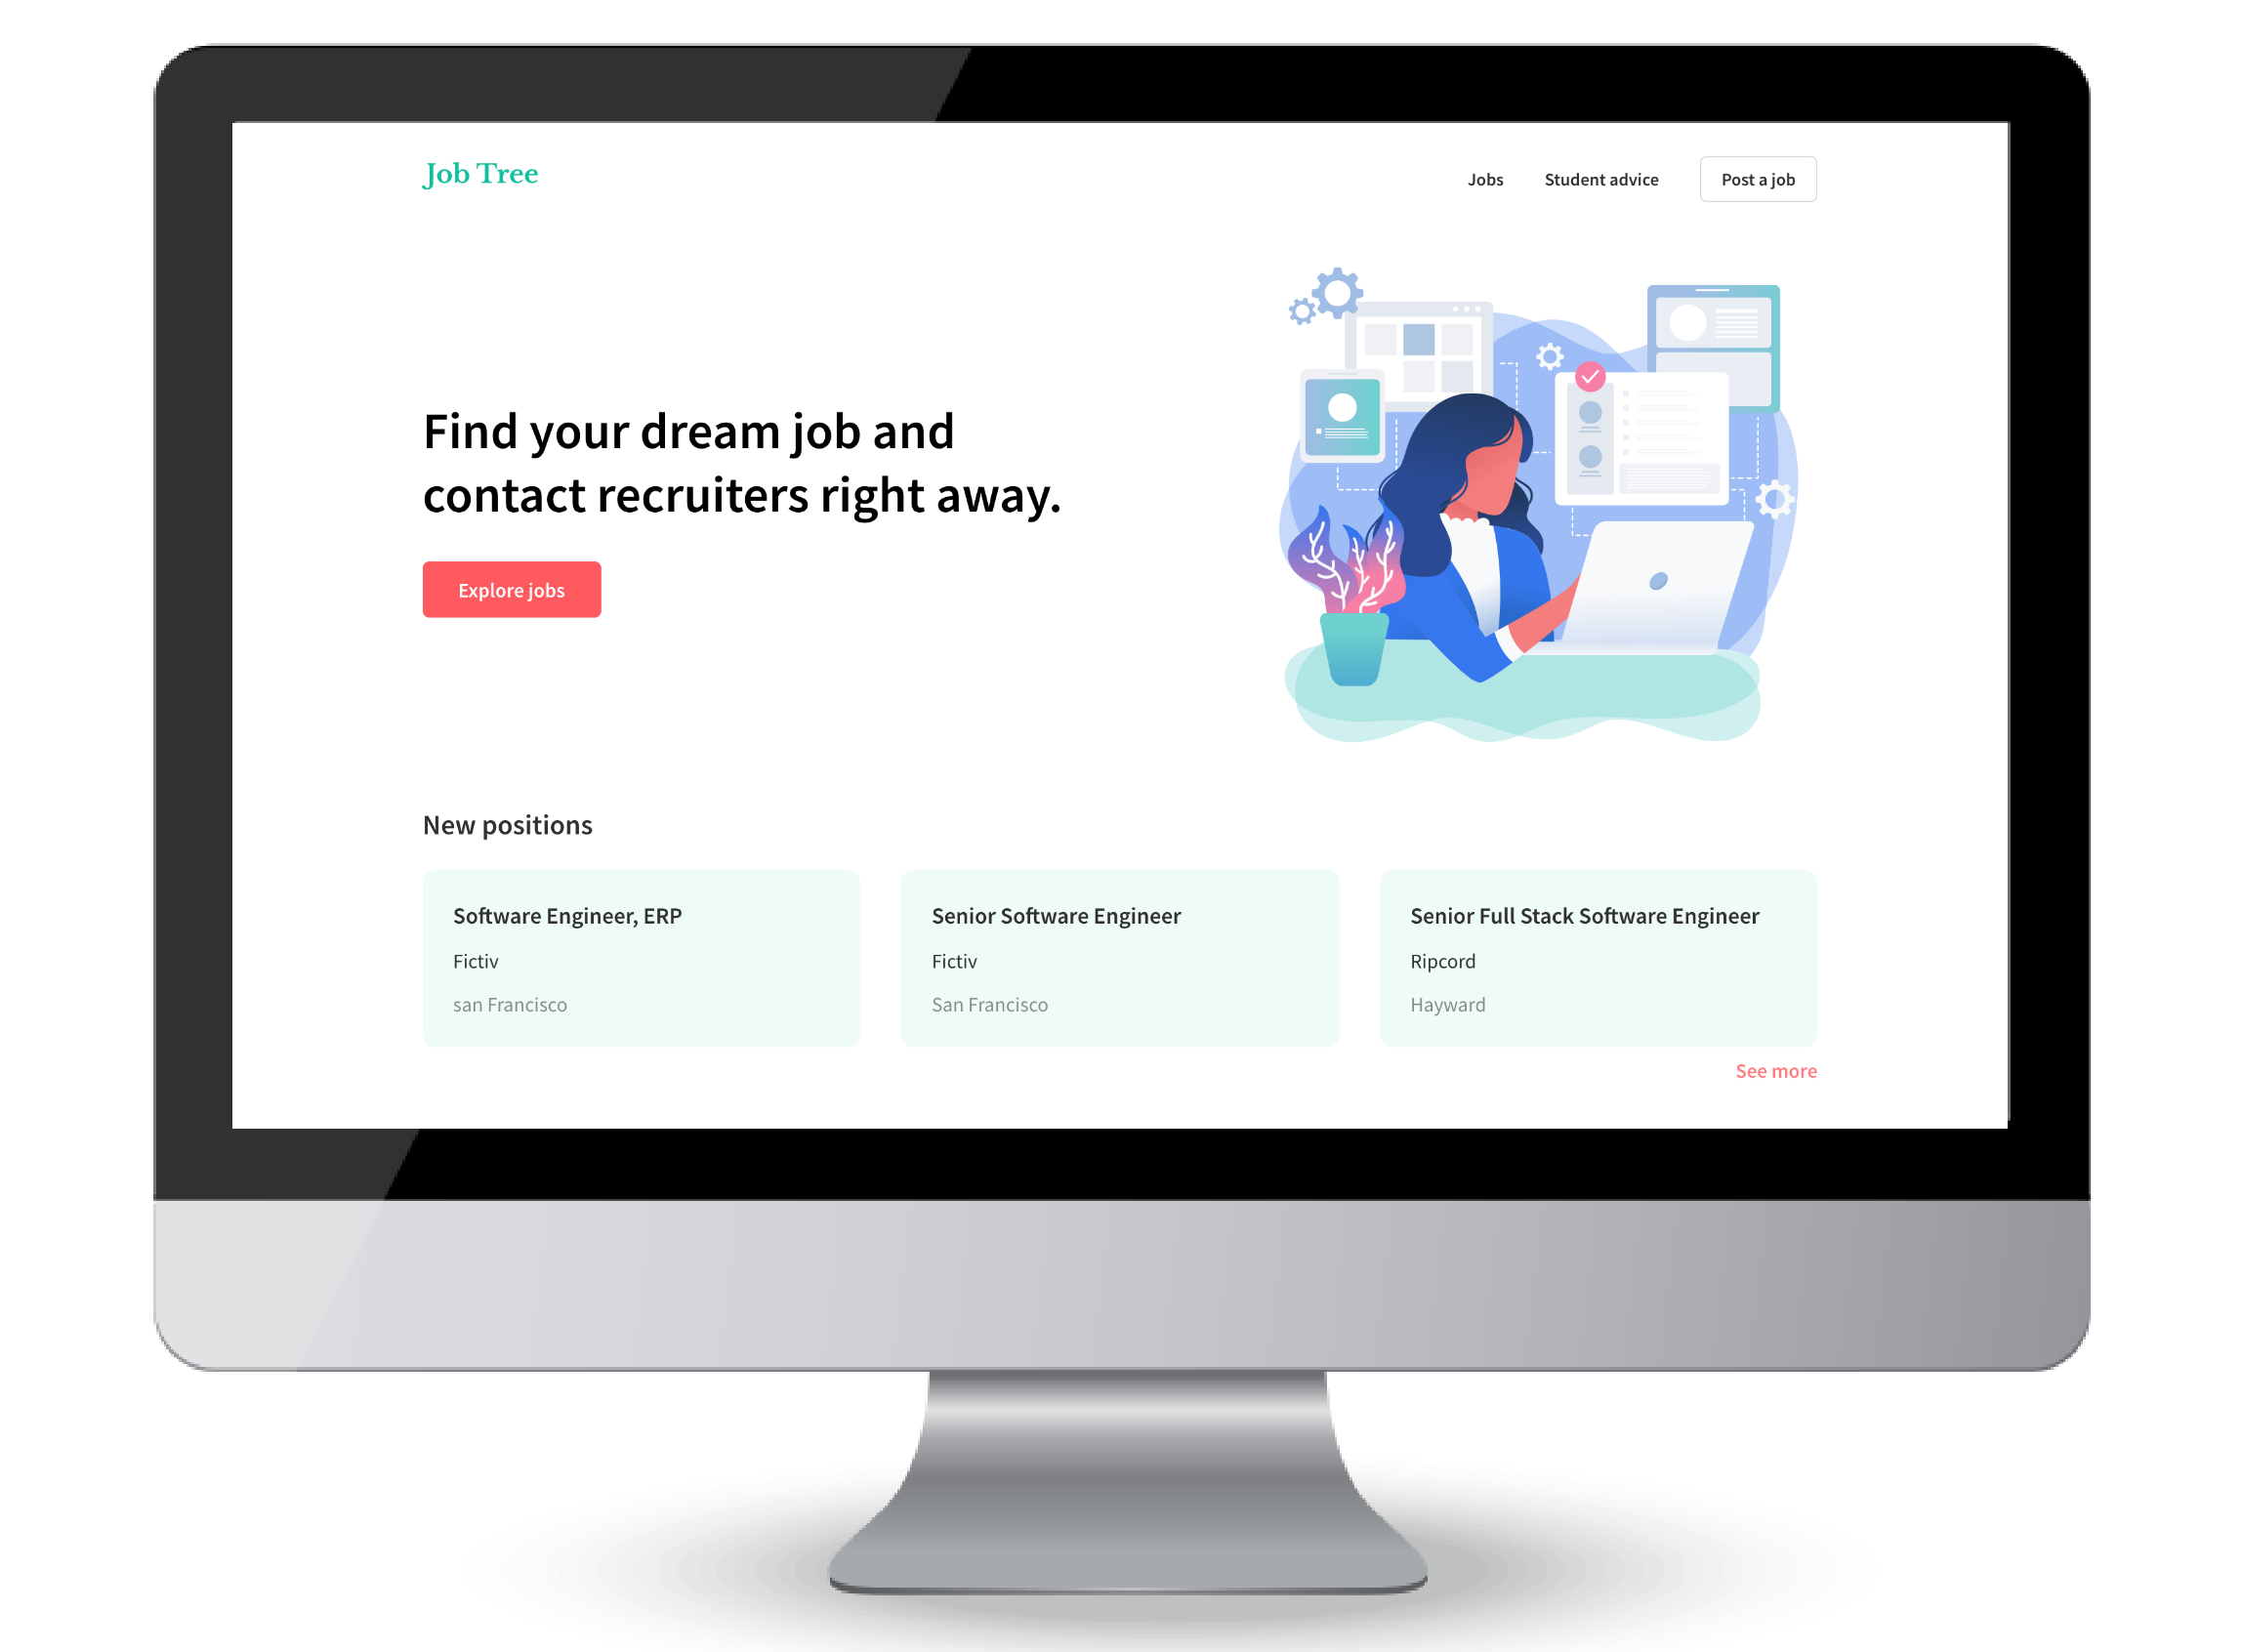 Job Tree
Jobs
Student advice
Post a job
Find your dream job and
contact recruiters right away.
Explore jobs
New positions
Software Engineer, ERP
Fictiv
san Francisco
Senior Software Engineer
Fictiv
San Francisco
Senior Full Stack Software Engineer
Ripcord
Hayward
See more